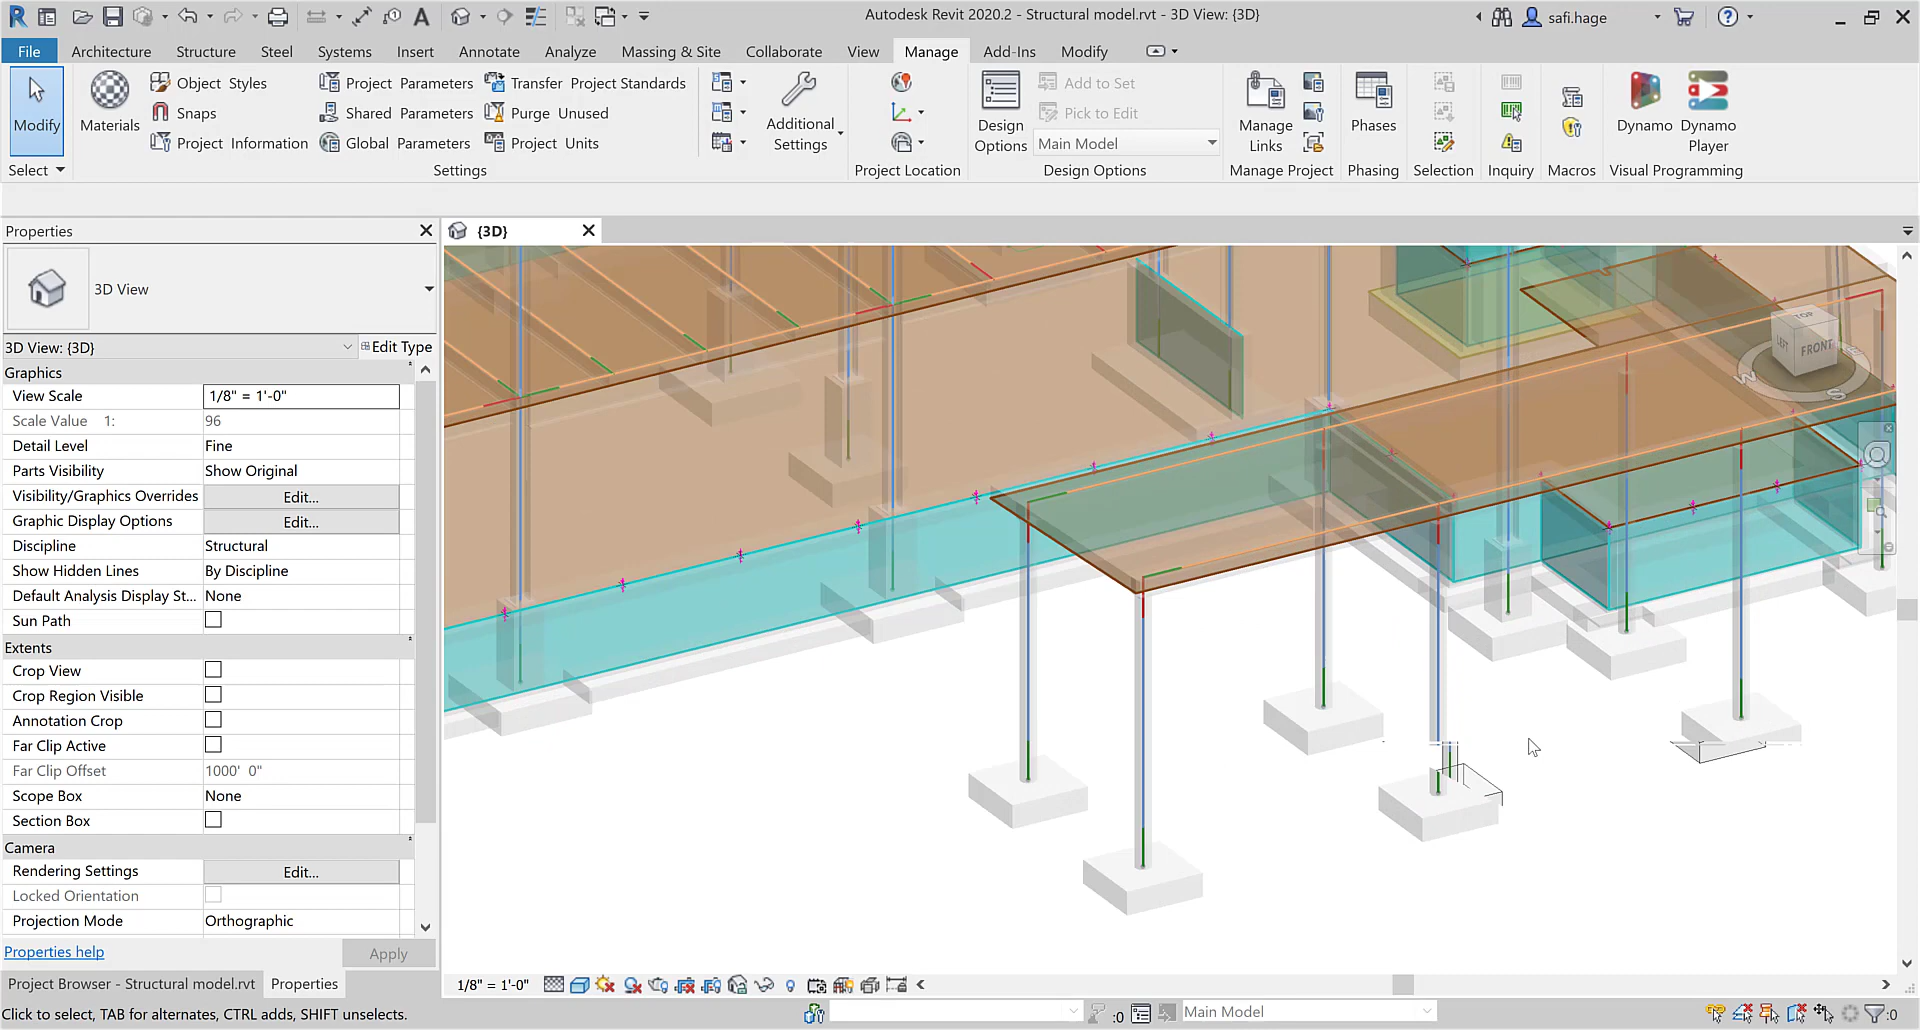 Autodesk Revit 2020.2 - Structural model.rvt - 3D View: {3D}
safi.hage
File Architecture Structure Steel Systems Insert Annotate Analyze Massing & Site Collaborate View Manage Add-Ins Modify
Modify
Materials
Object Styles
Snaps
Project Information
Project Parameters
Shared Parameters
Global Parameters
Transfer Project Standards
Purge Unused
Project Units
Additional
Settings
Design
Options
Add to Set
Pick to Edit
Main Model
Manage
Links
Phases
Dynamo
Dynamo
Player
Select
Settings
Project Location
Design Options
Manage Project
Phasing
Selection
Inquiry
Macros
Visual Programming
Properties
{3D}
3D View
3D View: {3D}
Edit Type
Graphics
View Scale 1/8" = 1'-0"
Scale Value 1: 96
Detail Level Fine
Parts Visibility Show Original
Visibility/Graphics Overrides Edit...
Graphic Display Options Edit...
Discipline Structural
Show Hidden Lines By Discipline
Default Analysis Display St... None
Sun Path
Extents
Crop View
Crop Region Visible
Annotation Crop
Far Clip Active
Far Clip Offset 1000' 0"
Scope Box None
Section Box
Camera
Rendering Settings Edit...
Locked Orientation
Projection Mode Orthographic
Properties help
Apply
Project Browser - Structural model.rvt Properties
TOP
LEFT
FRONT
W
S
E
1/8" = 1'-0"
Click to select, TAB for alternates, CTRL adds, SHIFT unselects.
:0
Main Model
:0